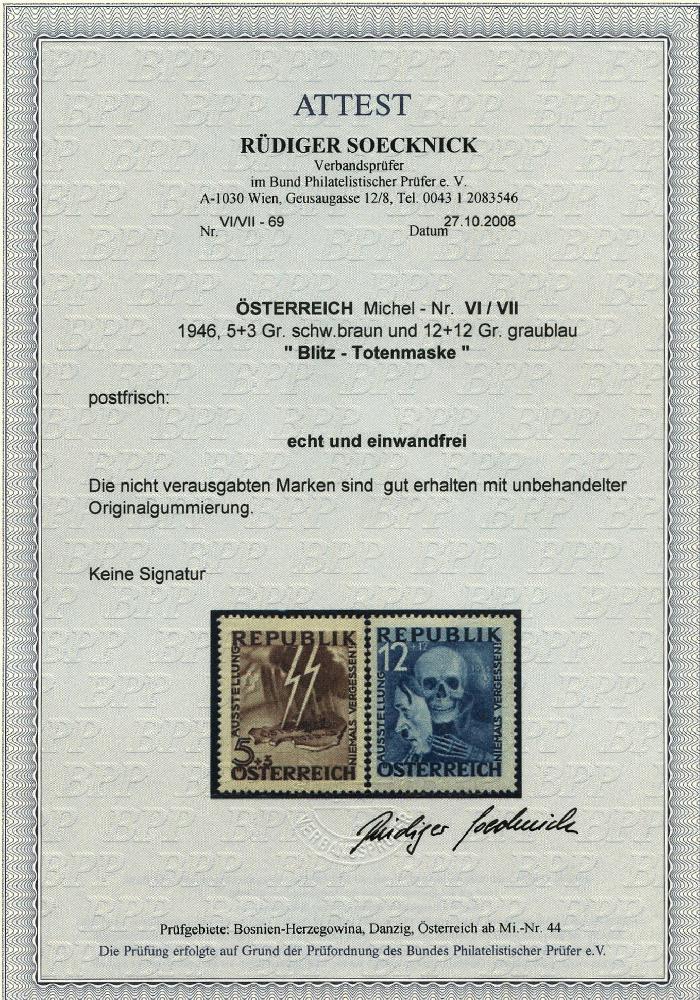 ATTEST
RÜDIGER SOECKNICK
Verbandsprüfer
im Bund Philatelistischer Prüfer e. V.
A-1030 Wien, Geusaugasse 12/8, Tel. 0043 1 2083546
Nr. VI/VII - 69 Datum 27.10.2008
ÖSTERREICH Michel - Nr. VI / VII
1946, 5+3 Gr. schw.braun und 12+12 Gr. graublau
" Blitz - Totenmaske "
postfrisch:
echt und einwandfrei
Die nicht verausgabten Marken sind gut erhalten mit unbehandelter
Originalgummierung.
Keine Signatur
REPUBLIK
AUSSTELLUNG
NIEMALS VERGESSEN!
5+3
ÖSTERREICH
REPUBLIK
12+12
AUSSTELLUNG
NIEMALS VERGESSEN!
ÖSTERREICH
Rüdiger Soecknick
Prüfgebiete: Bosnien-Herzegowina, Danzig, Österreich ab Mi.-Nr. 44
Die Prüfung erfolgte auf Grund der Prüfordnung des Bundes Philatelistischer Prüfer e.V.